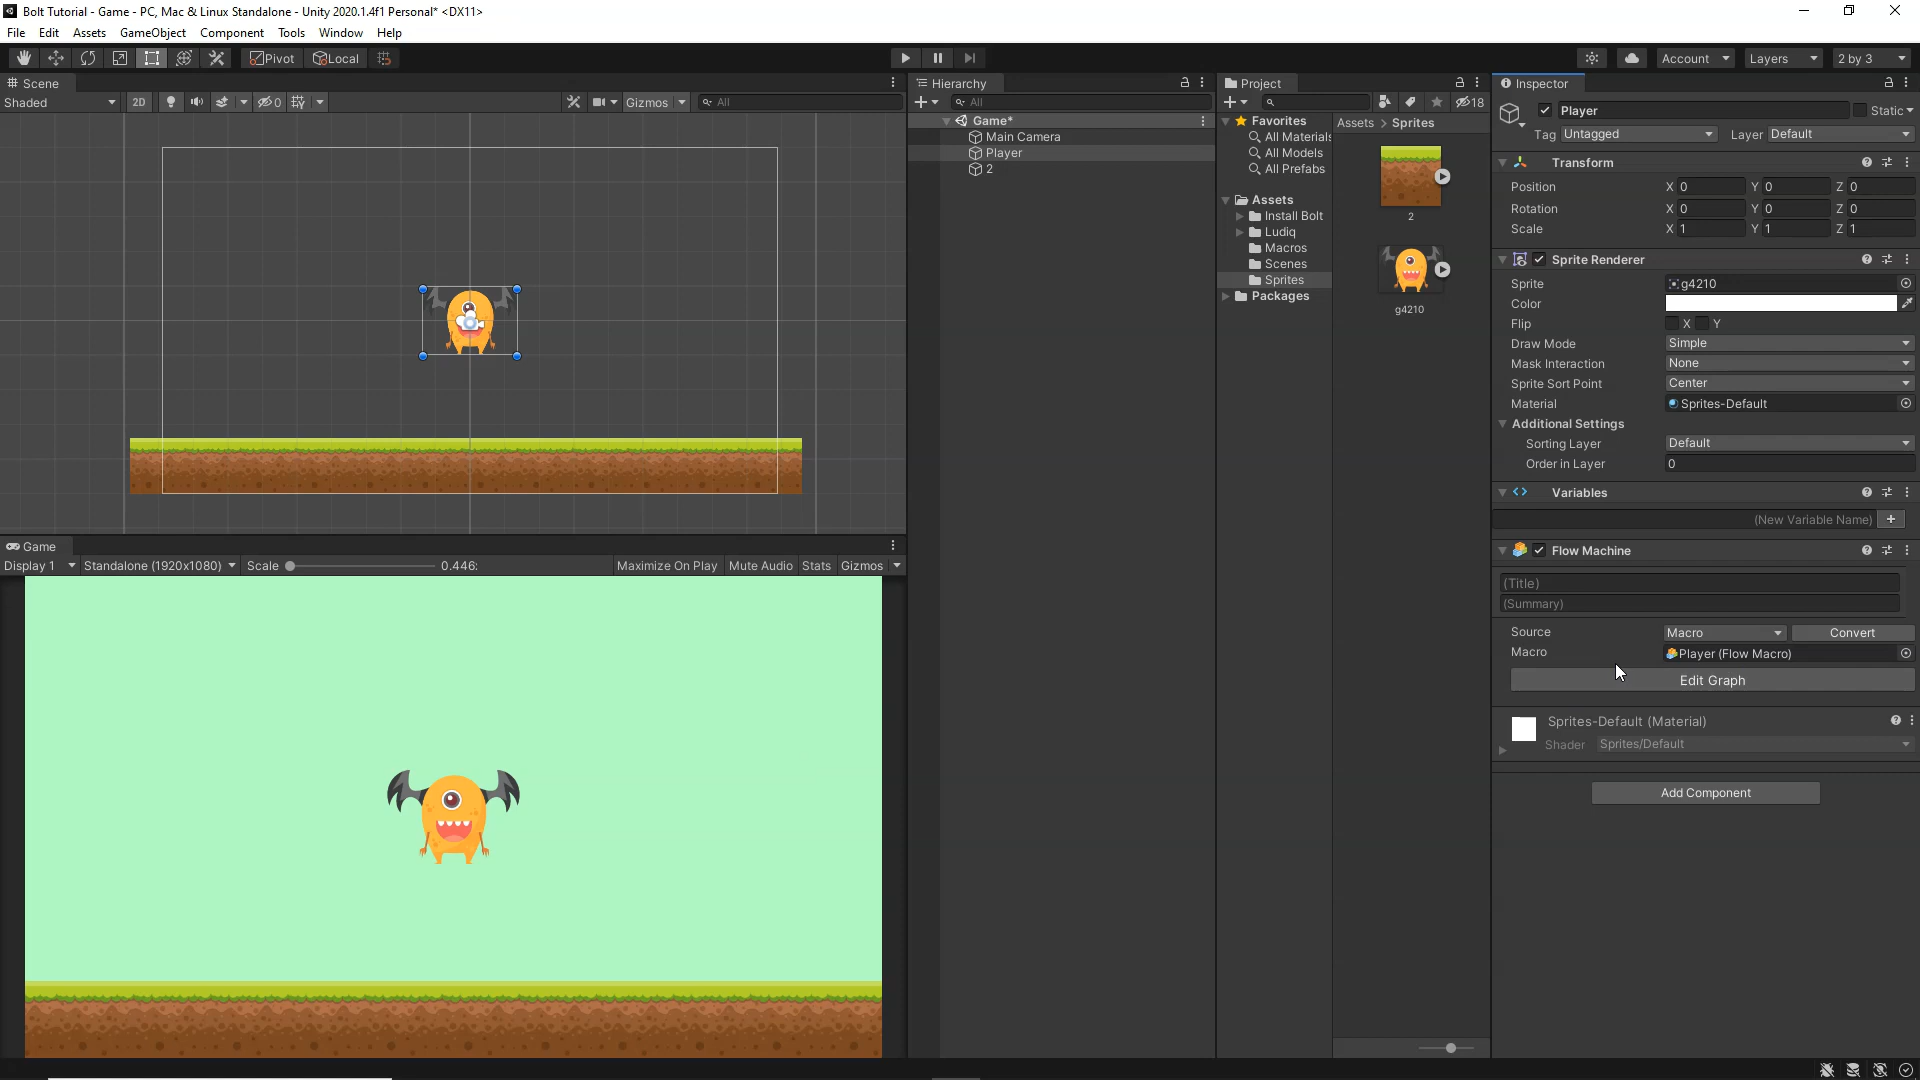 Bolt Tutorial - Game - PC, Mac & Linux Standalone - Unity 2020.1.4f1 Personal* <DX11>
File Edit Assets GameObject Component Tools Window Help
Pivot Local Account Layers 2 by 3
Scene
Shaded 2D 0 Gizmos All
Hierarchy
All
Game*
Main Camera
Player
2
Project
18
Favorites
All Materials
All Models
All Prefabs
Assets
Install Bolt
Ludiq
Macros
Scenes
Sprites
Packages
Assets > Sprites
2
g4210
Inspector
Player Static
Tag Untagged Layer Default
Transform
Position X 0 Y 0 Z 0
Rotation X 0 Y 0 Z 0
Scale X 1 Y 1 Z 1
Sprite Renderer
Sprite g4210
Color
Flip X Y
Draw Mode Simple
Mask Interaction None
Sprite Sort Point Center
Material Sprites-Default
Additional Settings
Sorting Layer Default
Order in Layer 0
Variables
(New Variable Name)
Flow Machine
(Title)
(Summary)
Source Macro Convert
Macro Player (Flow Macro)
Edit Graph
Sprites-Default (Material)
Shader Sprites/Default
Add Component
Game
Display 1 Standalone (1920x1080) Scale 0.446: Maximize On Play Mute Audio Stats Gizmos